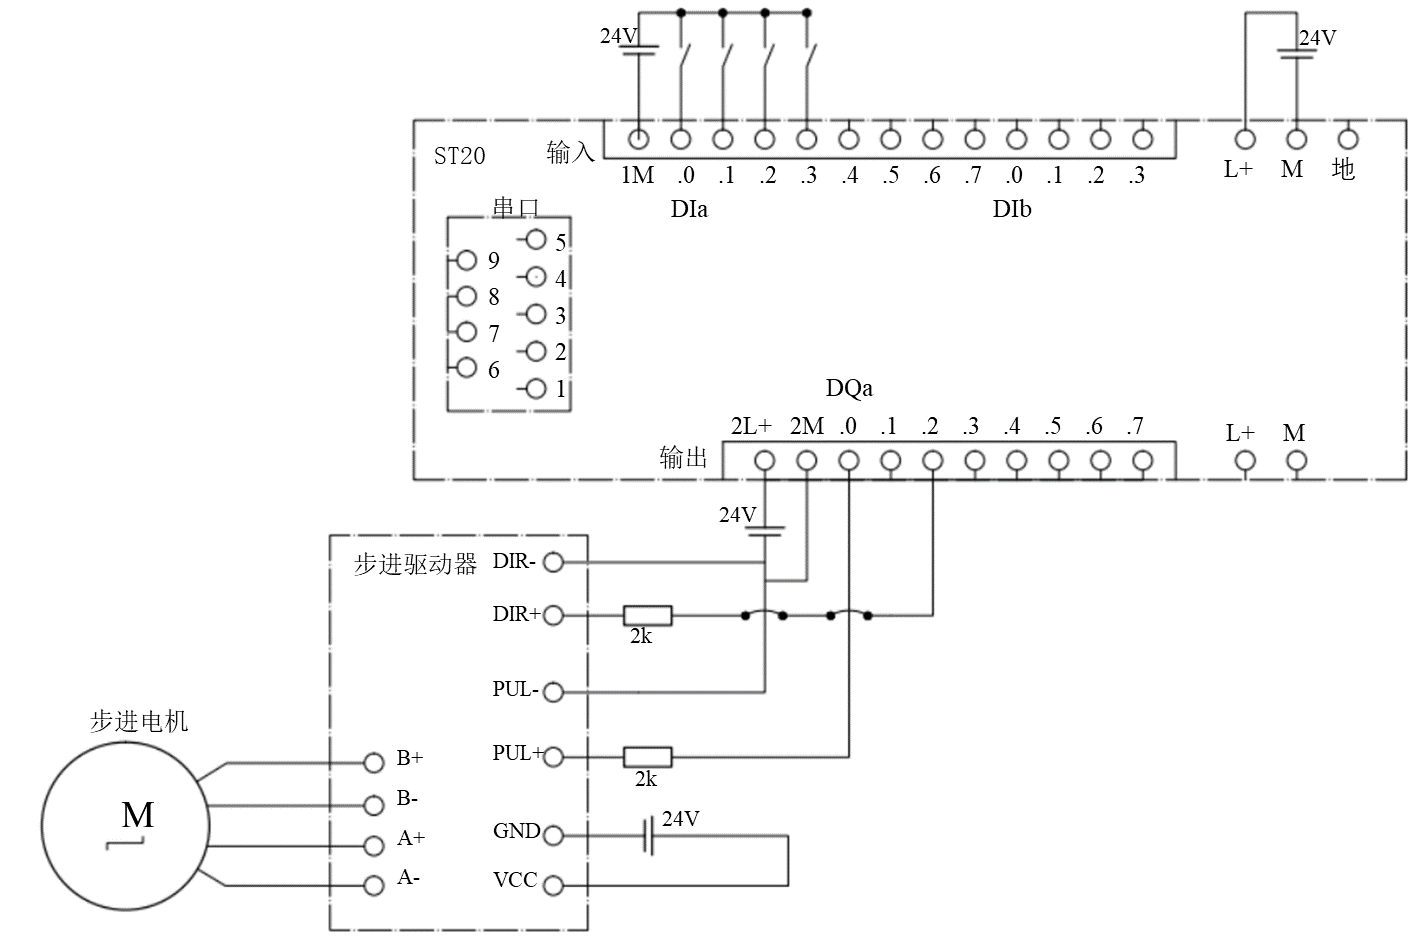 24V
24V
ST20
输入
1M .0 .1 .2 .3 .4 .5 .6 .7 .0 .1 .2 .3
L+ M 地
DIa
DIb
串口
5
9
4
8
3
7
2
6
1
DQa
2L+ 2M .0 .1 .2 .3 .4 .5 .6 .7
L+ M
输出
24V
步进驱动器
DIR-
DIR+
2k
PUL-
步进电机
PUL+
B+
2k
B-
M
24V
GND
A+
A-
VCC